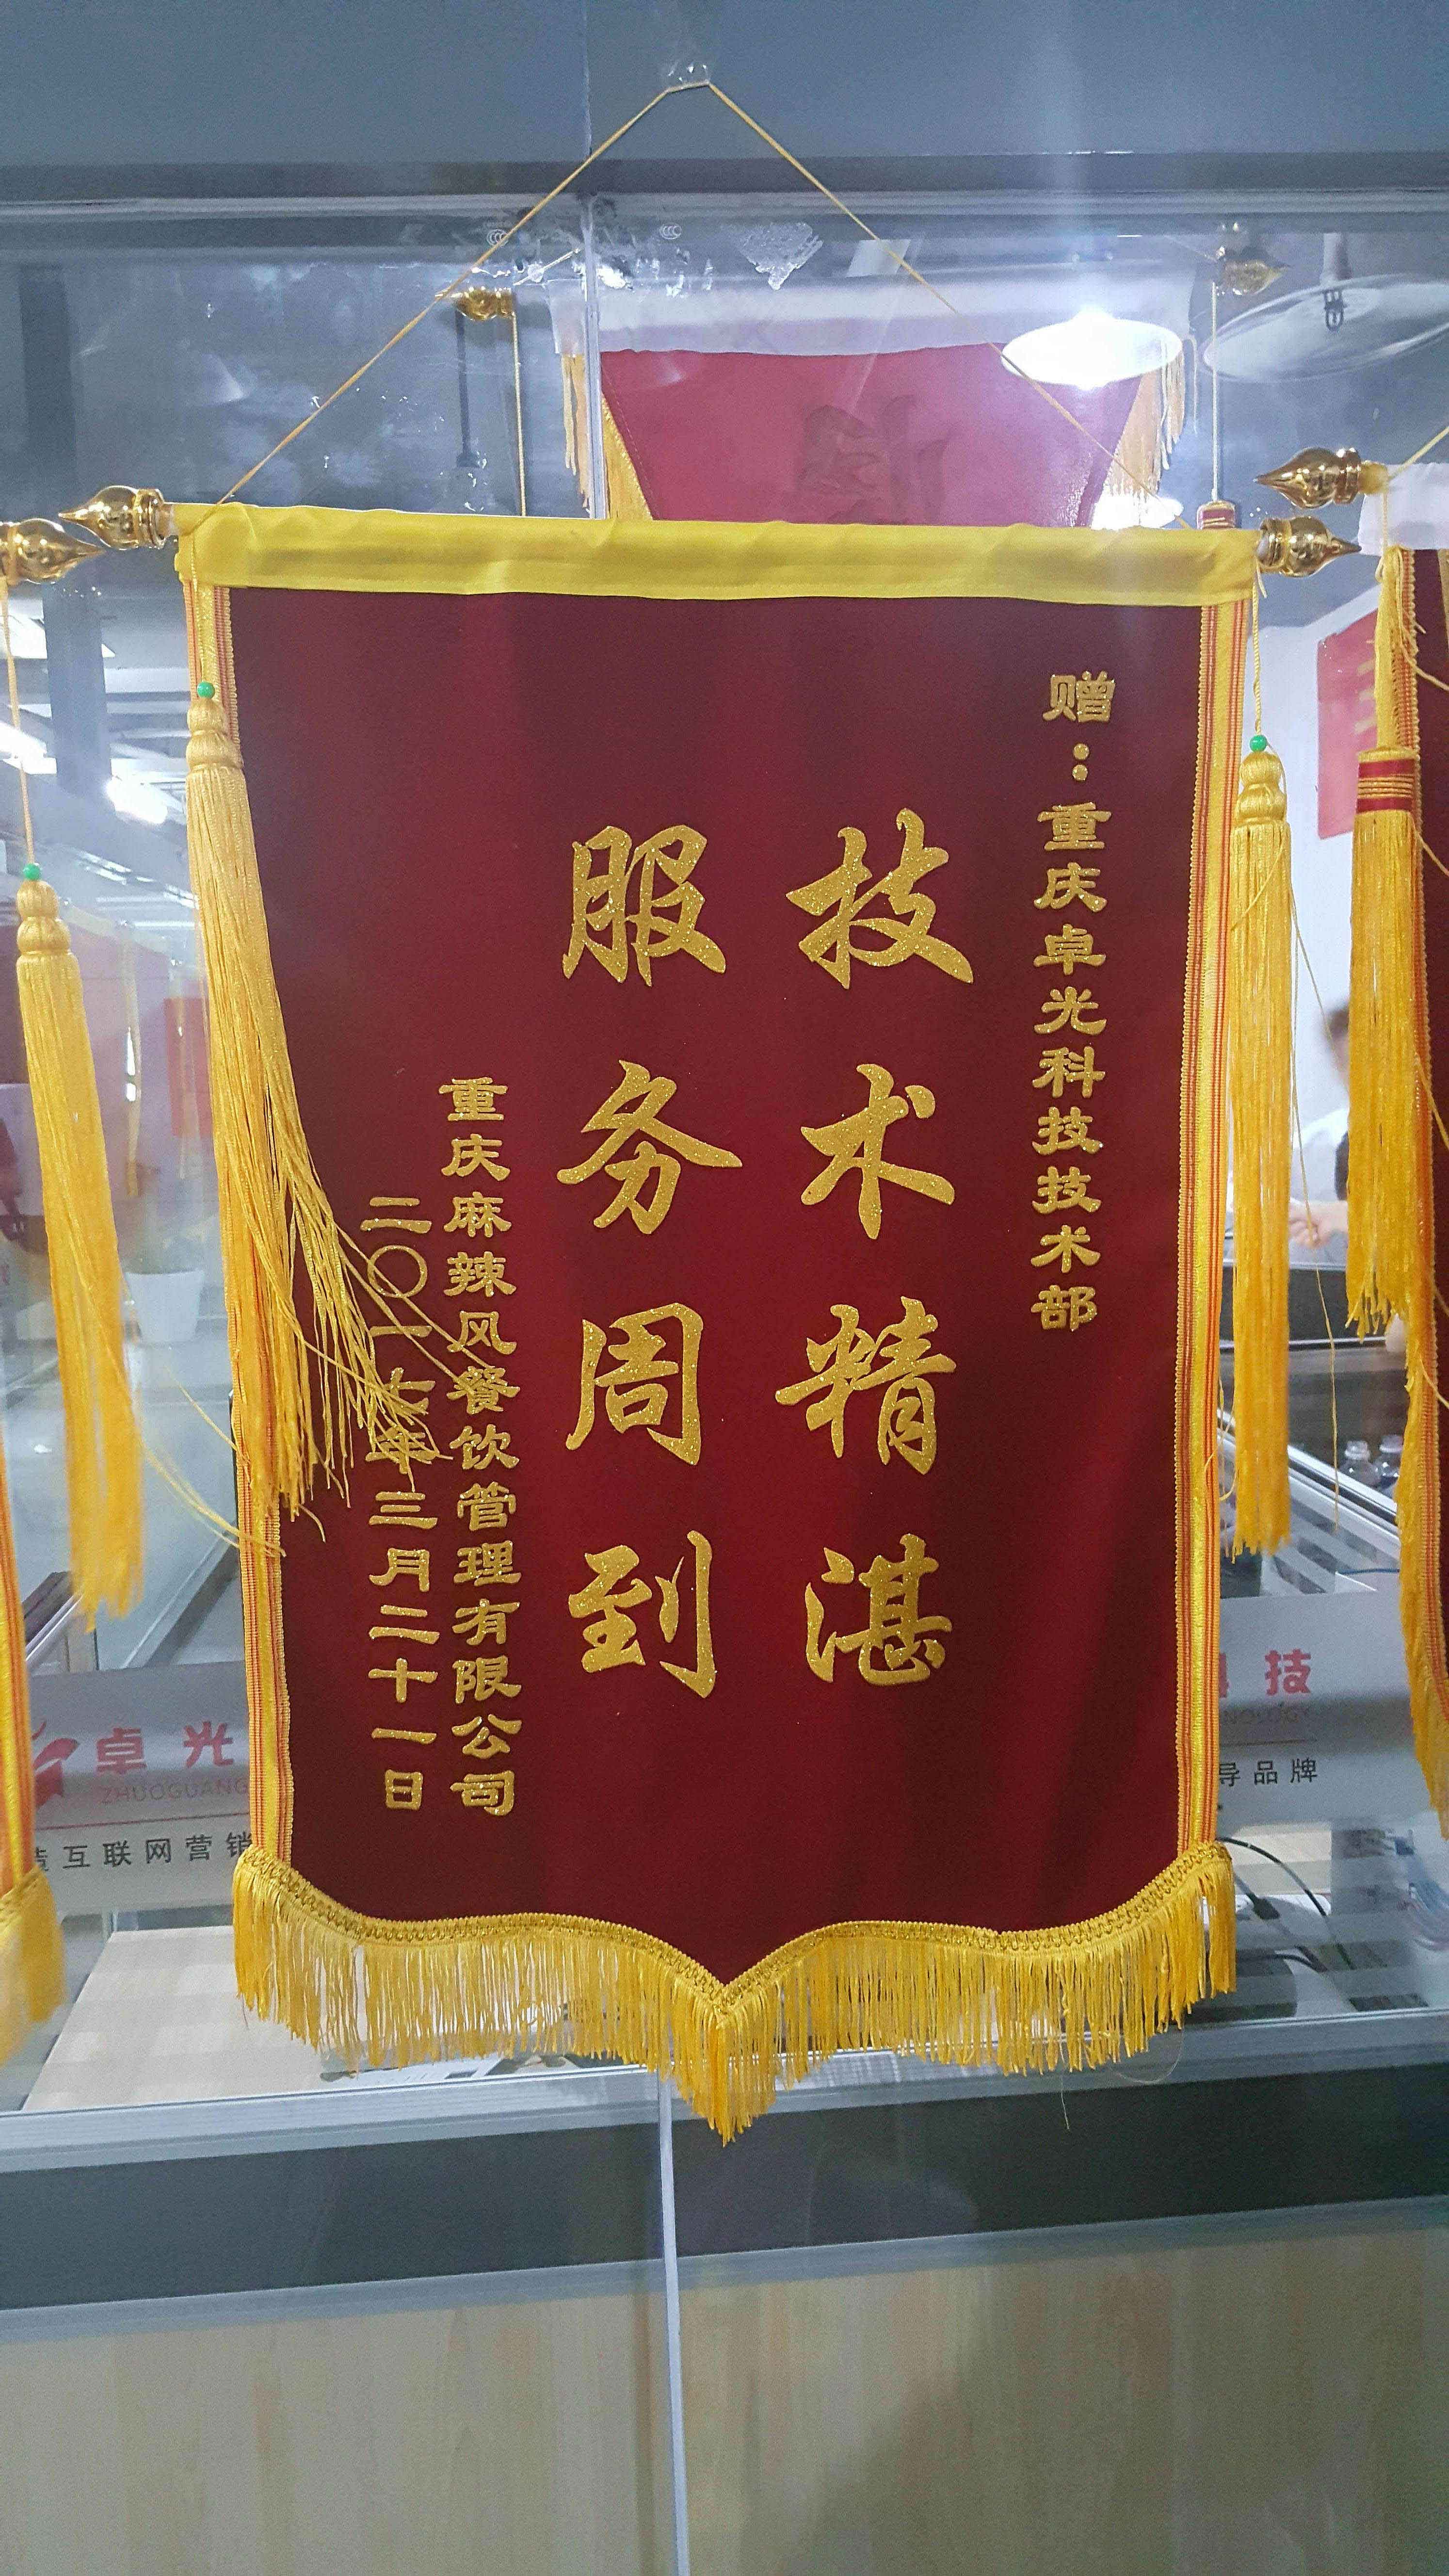 赠：重庆卓光科技技术部
技术精湛
服务周到
重庆麻辣风餐饮管理有限公司
二〇一七年三月二十一日
卓光
ZHUOGUANG
互联网营销
技
NOLOGY
导品牌